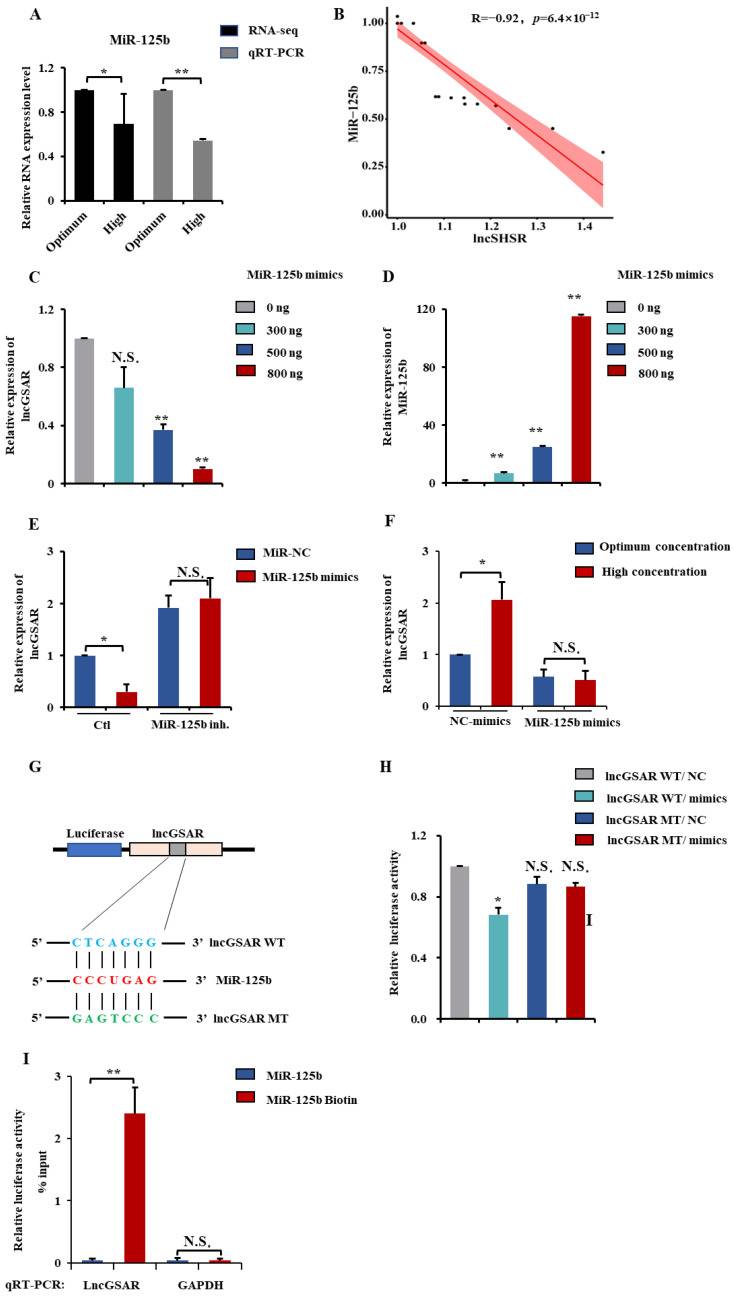 A
MiR-125b
RNA-seq
qRT-PCR
Relative RNA expression level
1.2
0.8
0.4
0
*
**
Optimum
High
Optimum
High
B
R=−0.92, p=6.4×10⁻¹²
MiR−125b
1.00
0.75
0.50
0.25
0.00
1.0
1.1
1.2
1.3
1.4
lncSHSR
C
MiR-125b mimics
0 ng
300 ng
500 ng
800 ng
Relative expression of
lncGSAR
1.2
0.8
0.4
0
N.S.
**
**
D
MiR-125b mimics
0 ng
300 ng
500 ng
800 ng
Relative expression of
MiR-125b
120
80
40
0
**
**
**
E
MiR-NC
MiR-125b mimics
Relative expression of
lncGSAR
3
2
1
0
*
N.S.
Ctl
MiR-125b inh.
F
Optimum concentration
High concentration
Relative expression of
lncGSAR
3
2
1
0
*
N.S.
NC-mimics
MiR-125b mimics
G
Luciferase
lncGSAR
5’ C T C A G G G 3’ lncGSAR WT
5’ C C C U G A G 3’ MiR-125b
5’ G A G T C C C 3’ lncGSAR MT
H
lncGSAR WT/ NC
lncGSAR WT/ mimics
lncGSAR MT/ NC
lncGSAR MT/ mimics
Relative luciferase activity
1.2
0.8
0.4
0.0
*
N.S.
N.S.
I
I
MiR-125b
MiR-125b Biotin
Relative luciferase activity
% input
3
2
1
0
**
N.S.
qRT-PCR: LncGSAR GAPDH